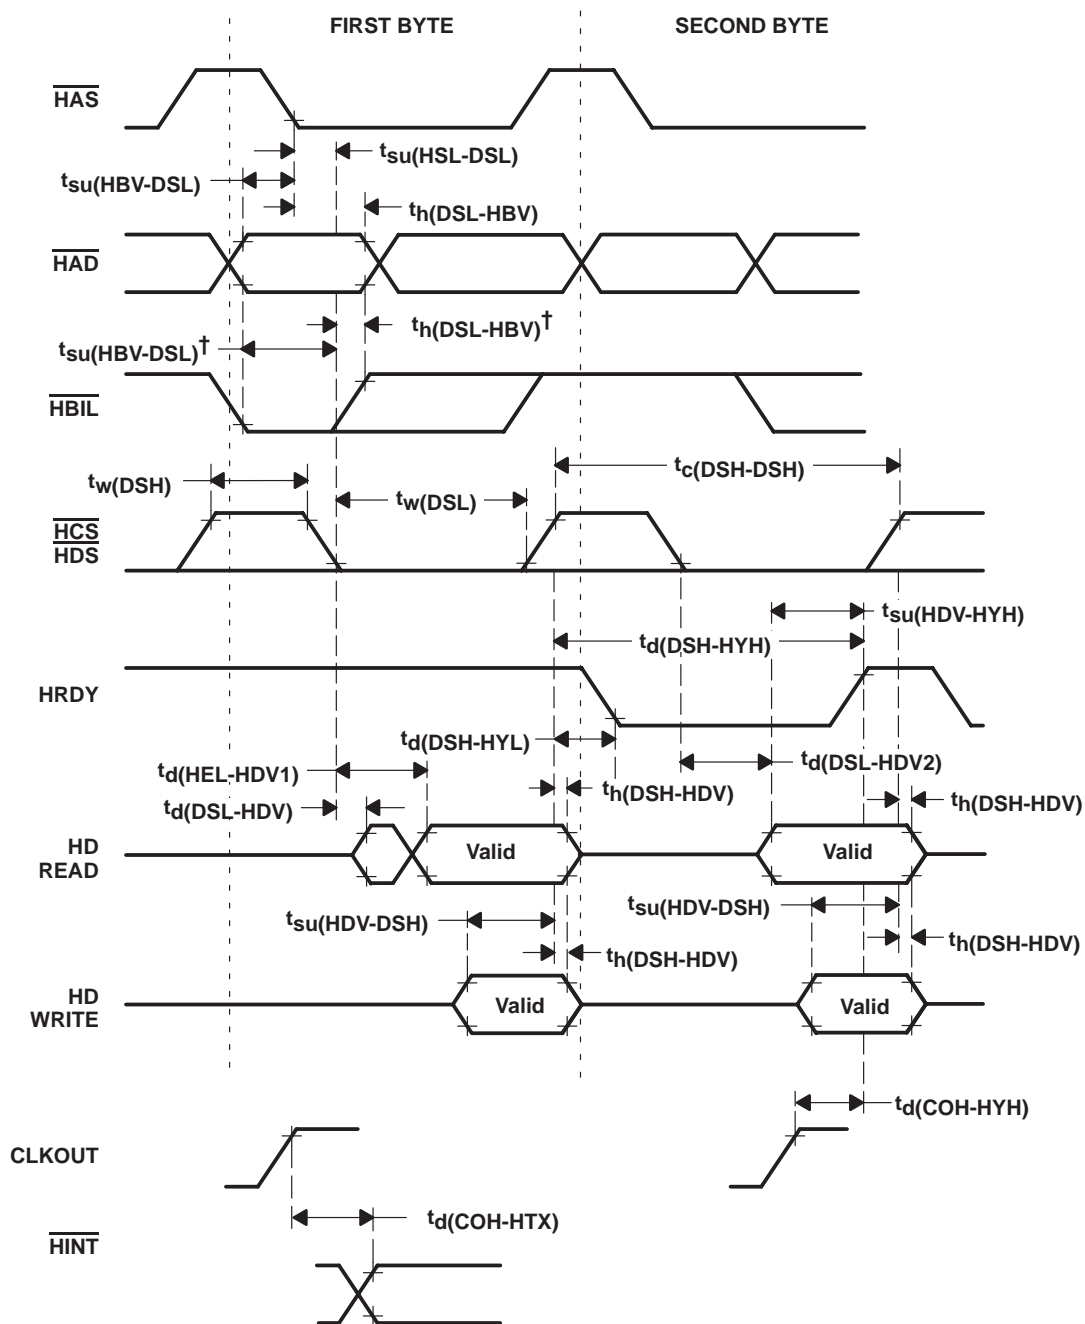 FIRST BYTE SECOND BYTE
HAS
tsu(HSL-DSL)
tsu(HBV-DSL)
th(DSL-HBV)
HAD
th(DSL-HBV)†
tsu(HBV-DSL)†
HBIL
tc(DSH-DSH)
tw(DSH)
tw(DSL)
HCS
HDS
tsu(HDV-HYH)
td(DSH-HYH)
HRDY
td(DSH-HYL)
td(HEL-HDV1) td(DSL-HDV2)
th(DSH-HDV)
td(DSL-HDV) th(DSH-HDV)
HD
READ
Valid Valid
tsu(HDV-DSH) tsu(HDV-DSH)
th(DSH-HDV) th(DSH-HDV)
HD
WRITE
Valid Valid
td(COH-HYH)
CLKOUT
td(COH-HTX)
HINT